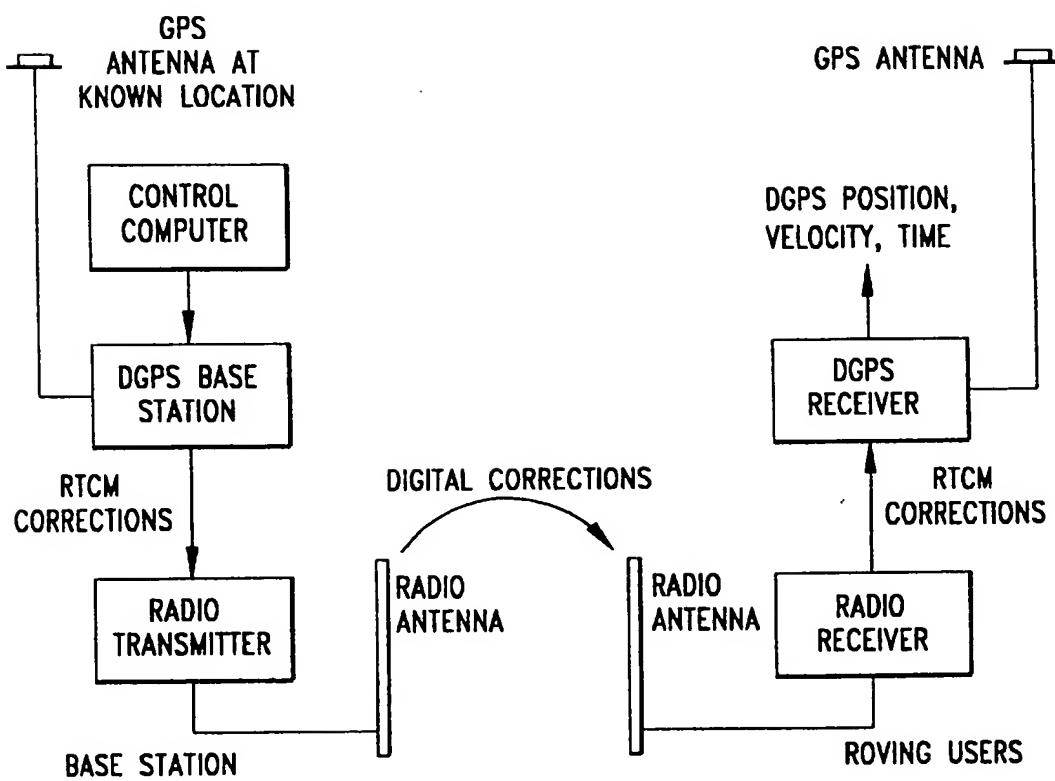 GPS
ANTENNA AT
KNOWN LOCATION
CONTROL
COMPUTER
DGPS BASE
STATION
RTCM
CORRECTIONS
RADIO
TRANSMITTER
BASE STATION
DIGITAL CORRECTIONS
RADIO
ANTENNA
RADIO
ANTENNA
GPS ANTENNA
DGPS POSITION,
VELOCITY, TIME
DGPS
RECEIVER
RTCM
CORRECTIONS
RADIO
RECEIVER
ROVING USERS